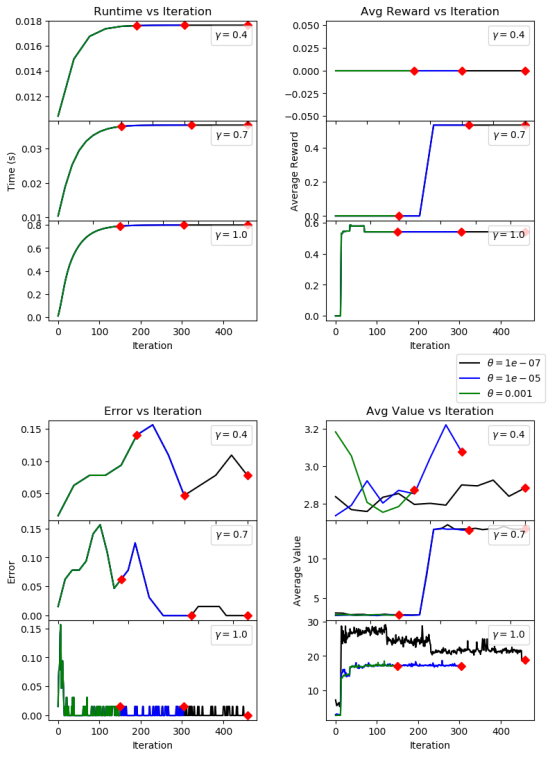 Runtime vs Iteration
0.018
0.016
0.014
0.012
γ = 0.4
0.03
0.02
0.01
γ = 0.7
Time (s)
0.8
0.6
0.4
0.2
0.0
γ = 1.0
0 100 200 300 400
Iteration
Avg Reward vs Iteration
0.050
0.025
0.000
−0.025
−0.050
γ = 0.4
0.4
0.2
0.0
γ = 0.7
Average Reward
0.6
0.4
0.2
0.0
γ = 1.0
0 100 200 300 400
Iteration
θ = 1e − 07
θ = 1e − 05
θ = 0.001
Error vs Iteration
0.15
0.10
0.05
γ = 0.4
0.15
0.10
0.05
0.00
γ = 0.7
Error
0.15
0.10
0.05
0.00
γ = 1.0
0 100 200 300 400
Iteration
Avg Value vs Iteration
3.2
3.0
2.8
γ = 0.4
10
5
γ = 0.7
Average Value
30
20
10
γ = 1.0
0 100 200 300 400
Iteration